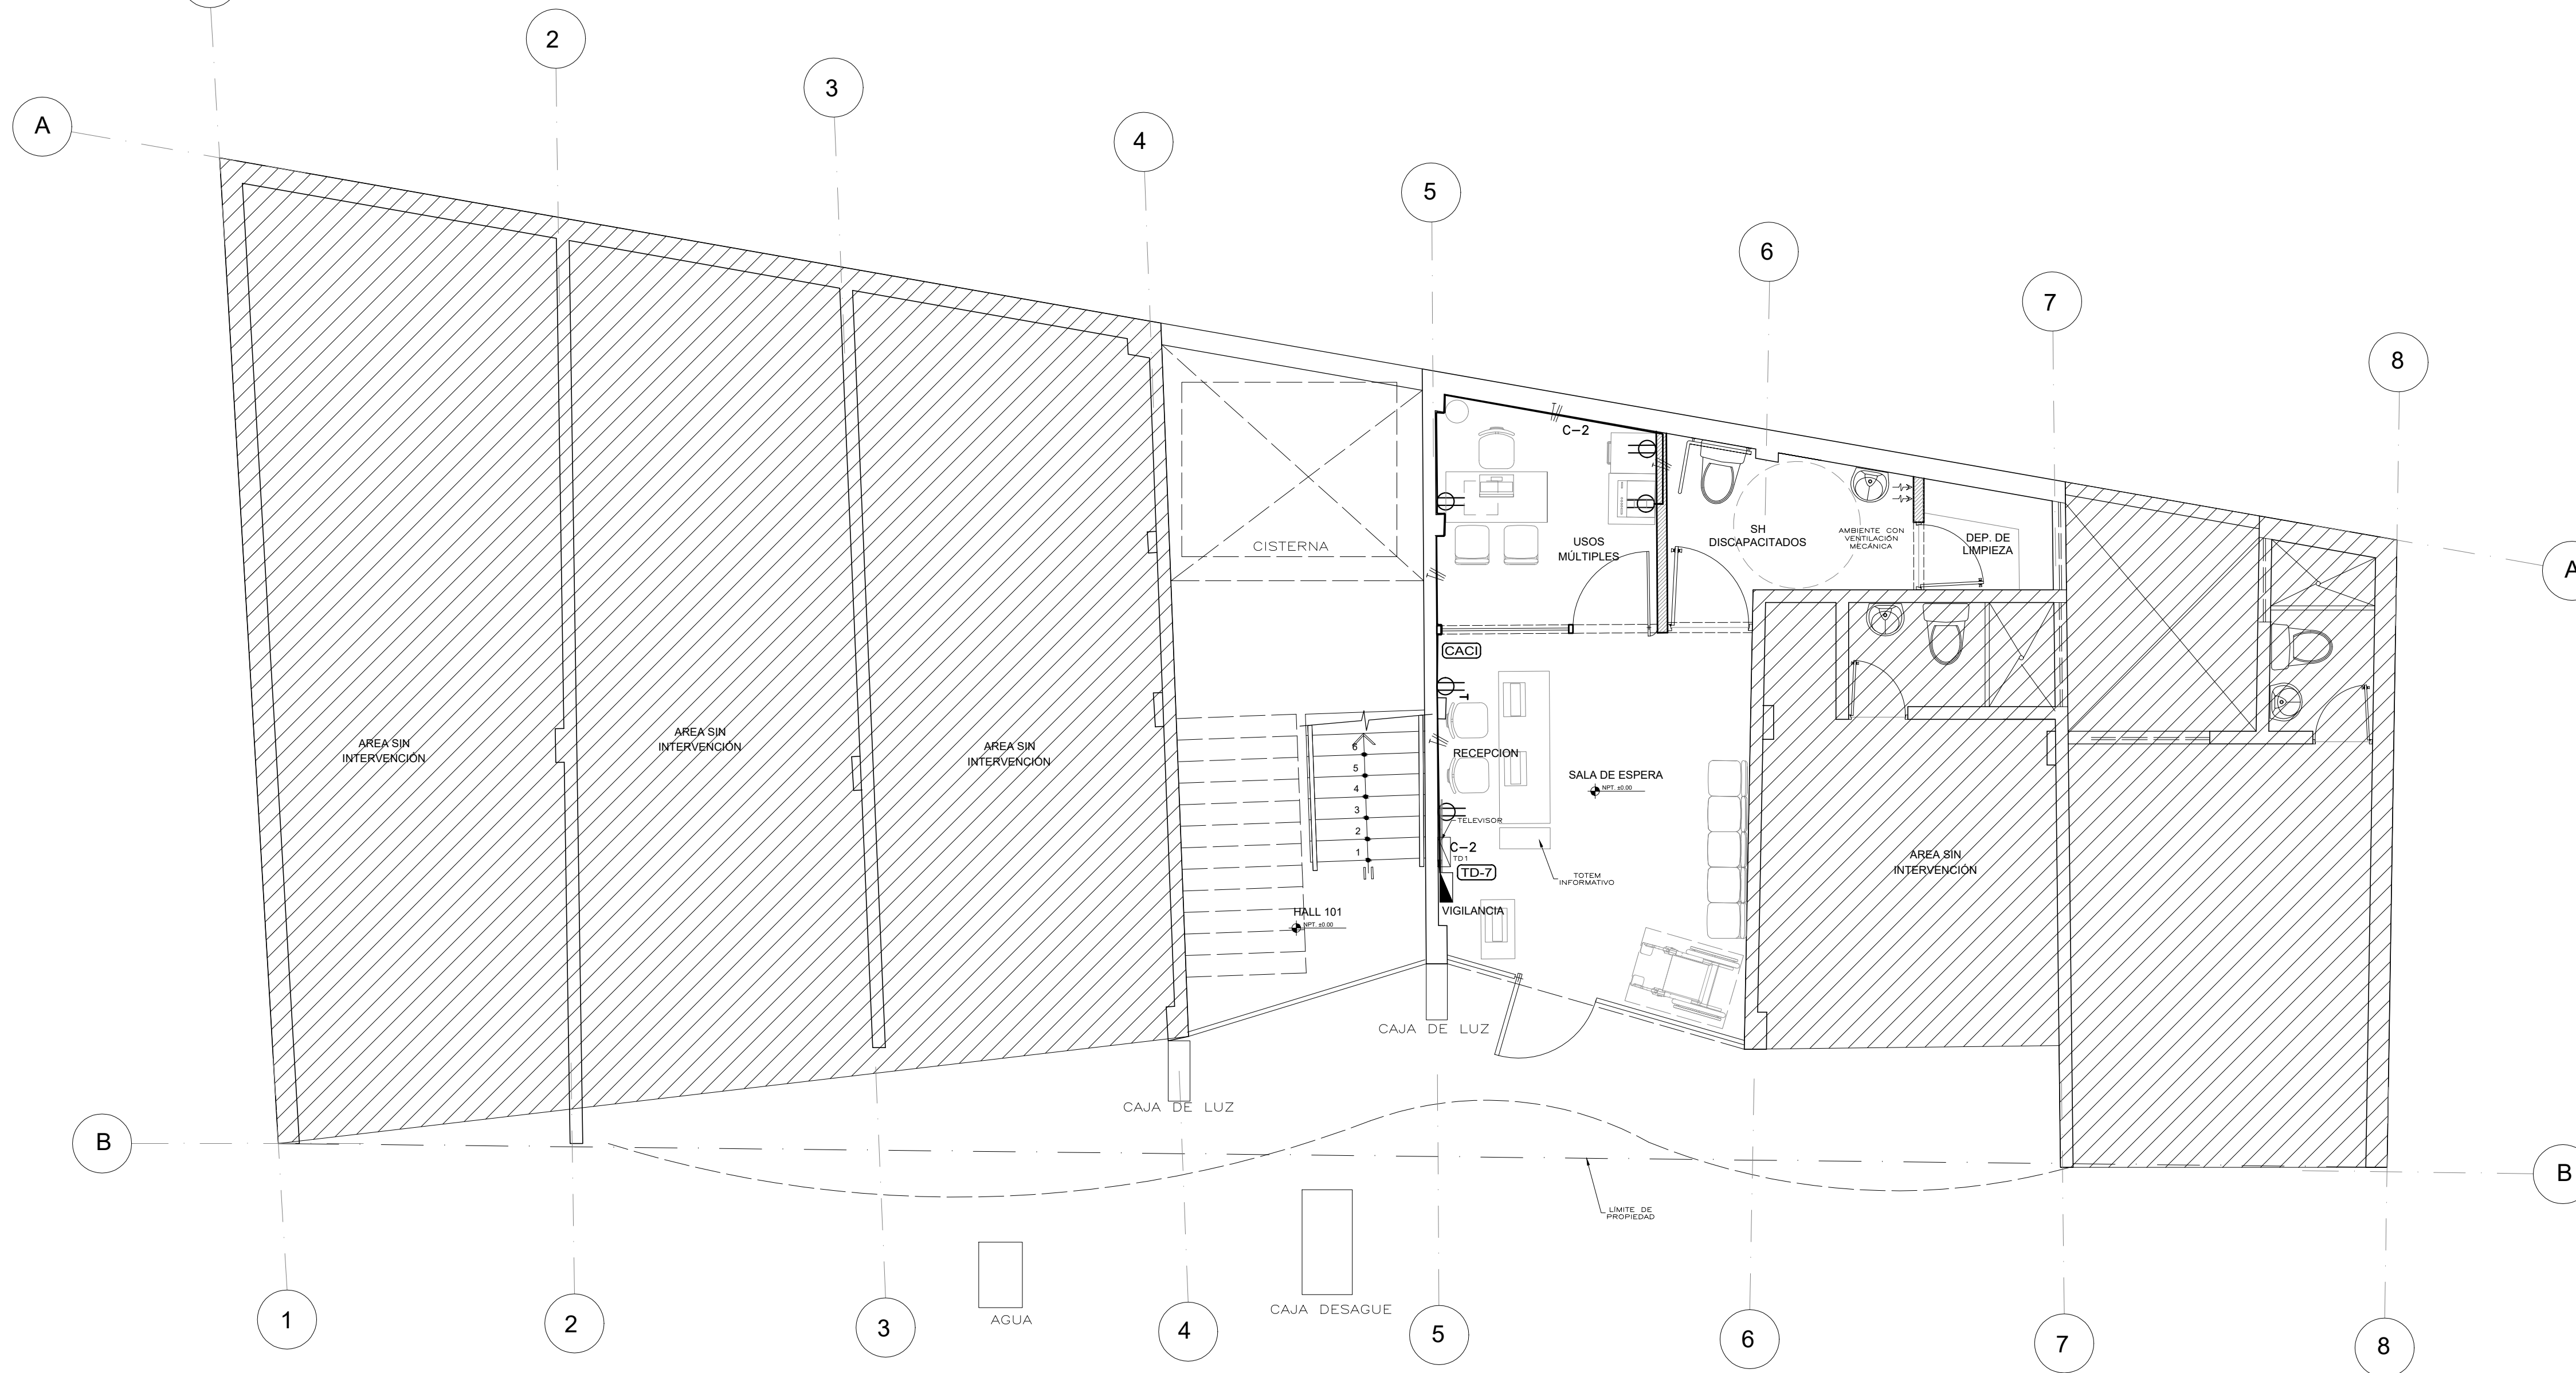 2
3
A
4
5
6
7
8
C-2
CISTERNA
USOS
MÚLTIPLES
SH
DISCAPACITADOS
AMBIENTE CON
VENTILACIÓN
MECÁNICA
DEP. DE
LIMPIEZA
A
CACI
T
AREA SIN
INTERVENCIÓN
AREA SIN
INTERVENCIÓN
AREA SIN
INTERVENCIÓN
6
5
4
3
2
1
RECEPCION
SALA DE ESPERA
NPT. ±0.00
TELEVISOR
C-2
TD1
TD-7
TOTEM
INFORMATIVO
AREA SIN
INTERVENCIÓN
HALL 101
NPT. ±0.00
VIGILANCIA
CAJA DE LUZ
CAJA DE LUZ
B
B
LÍMITE DE
PROPIEDAD
AGUA
CAJA DESAGUE
1
2
3
4
5
6
7
8